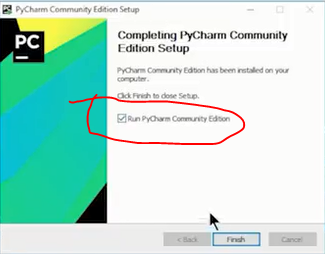 PyCharm Community Edition Setup
PC
Completing PyCharm Community
Edition Setup
PyCharm Community Edition has been installed on your
computer.
Click Finish to close Setup.
Run PyCharm Community Edition
< Back
Finish
Cancel